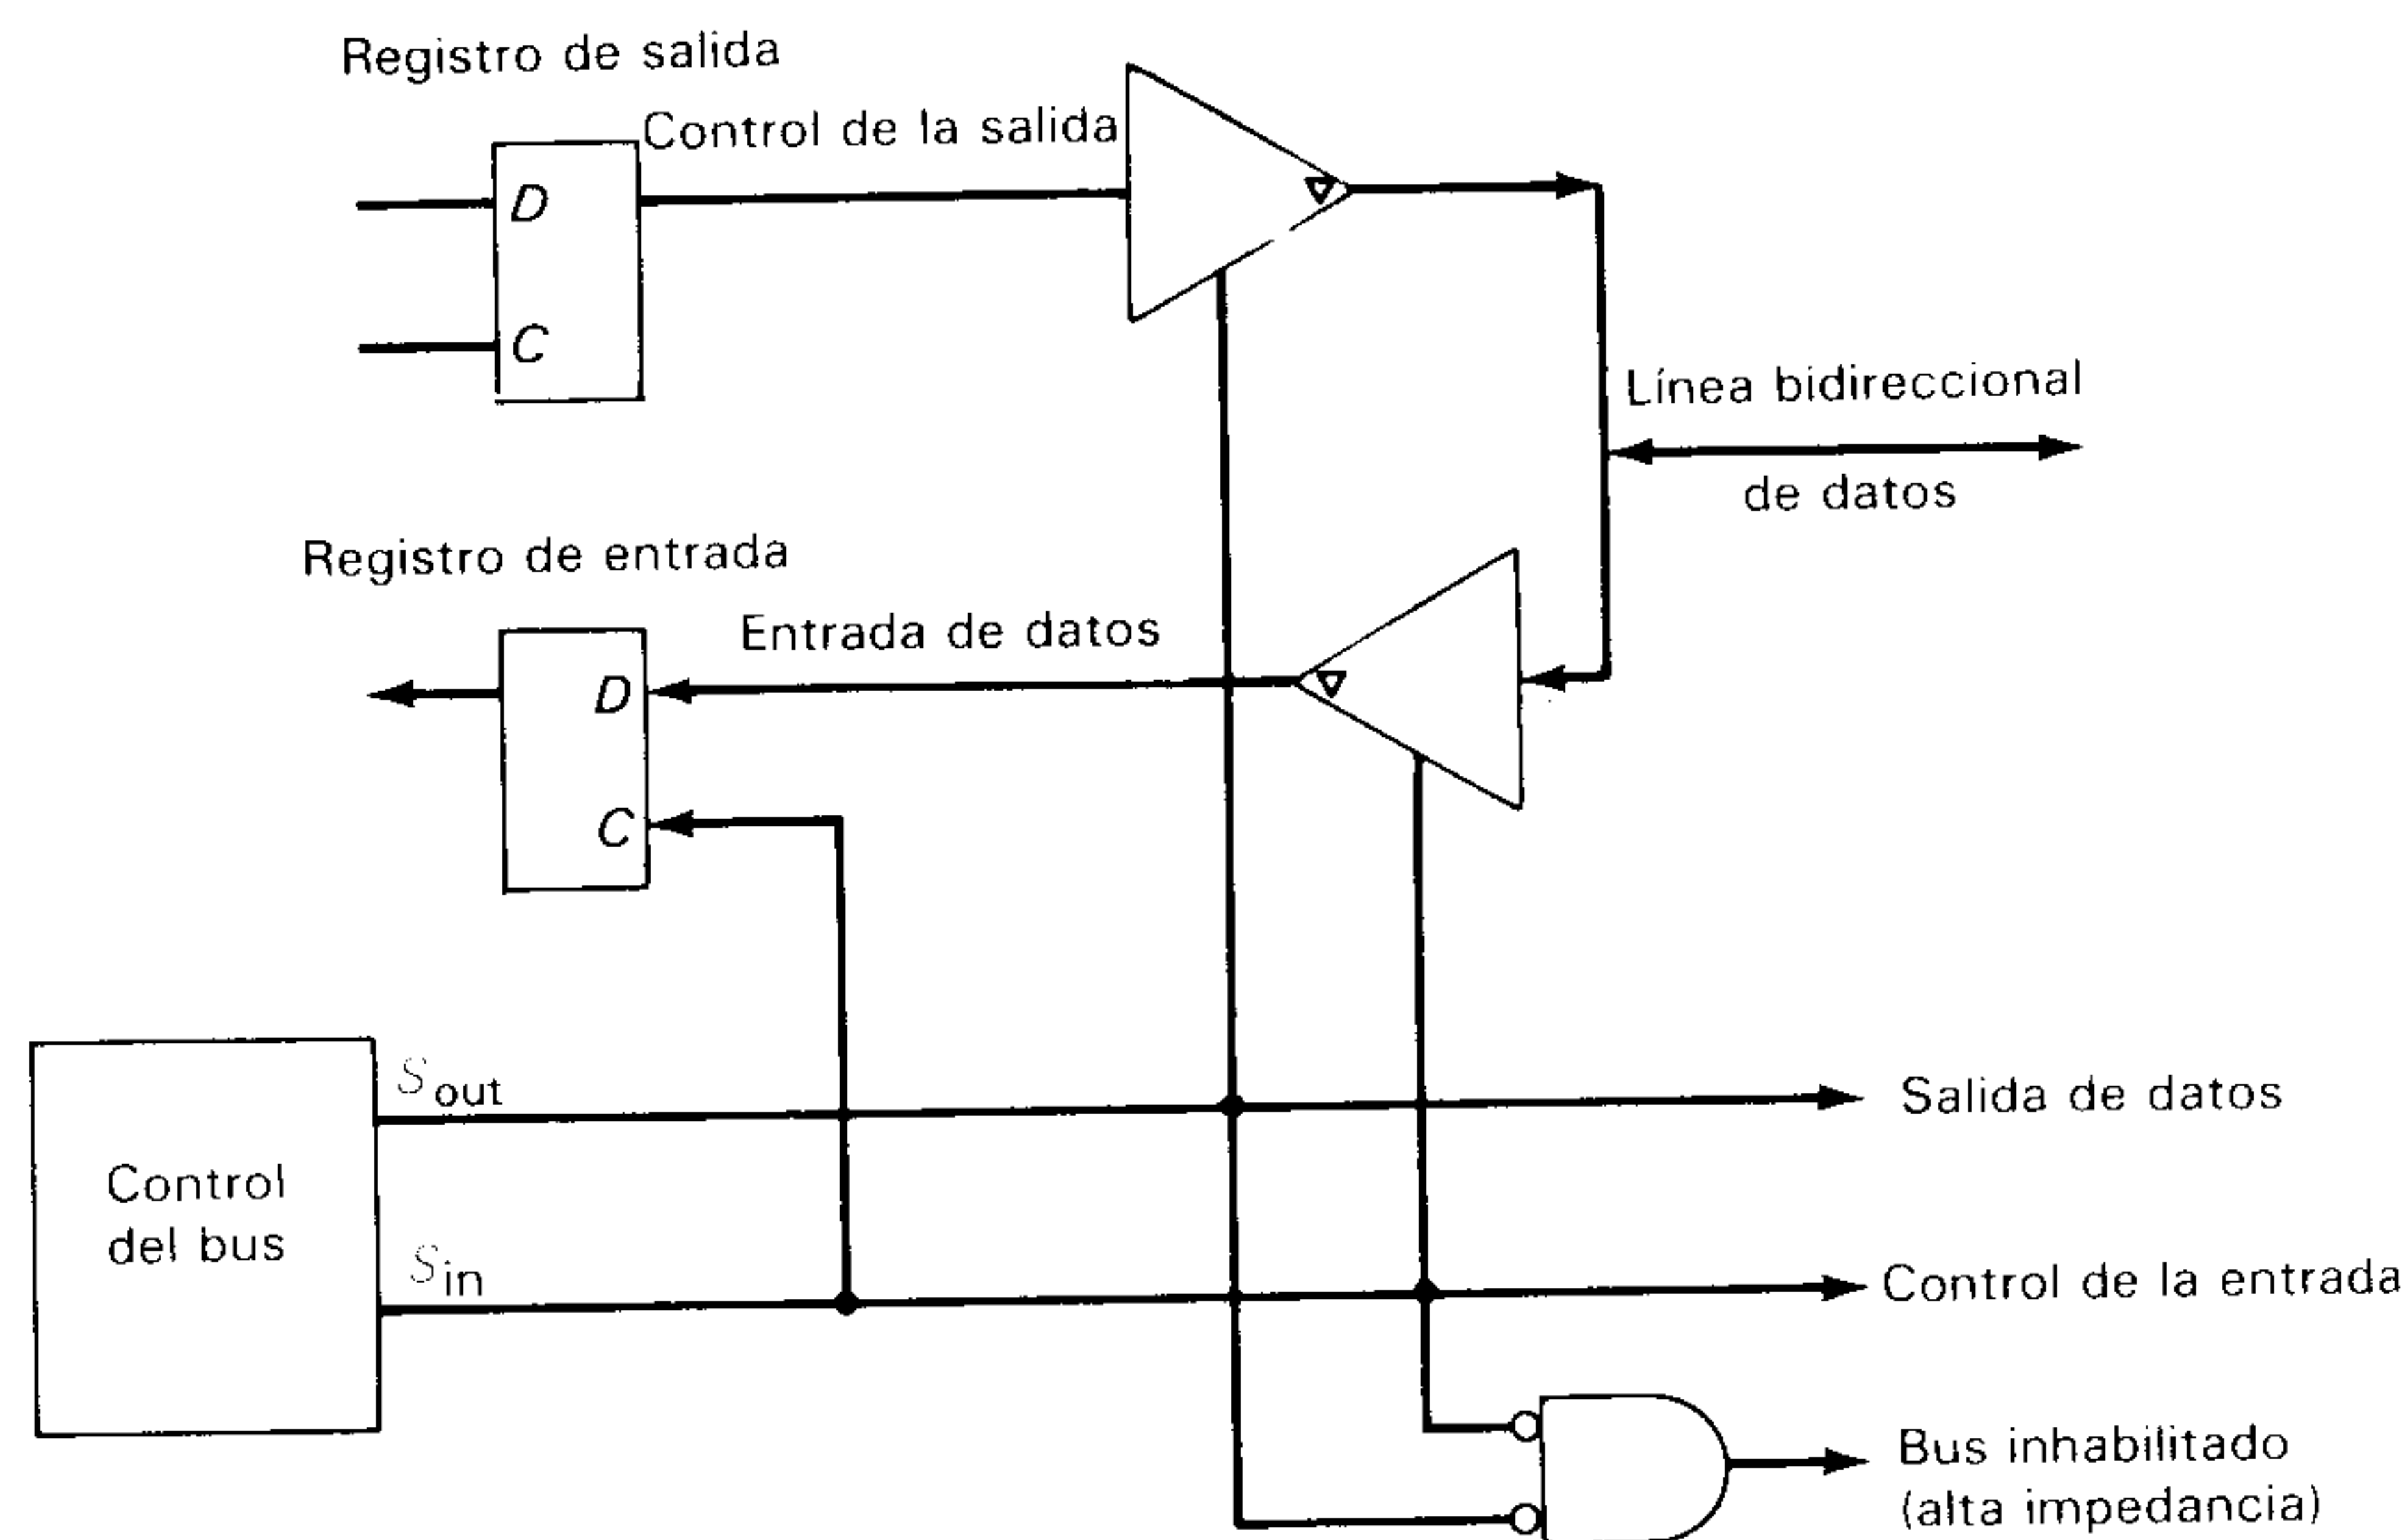 Registro de salida
Control de la salida
D
C
Línea bidireccional
de datos
Registro de entrada
Entrada de datos
D
C
Sout
Control
del bus
Sin
Salida de datos
Control de la entrada
Bus inhabilitado
(alta impedancia)